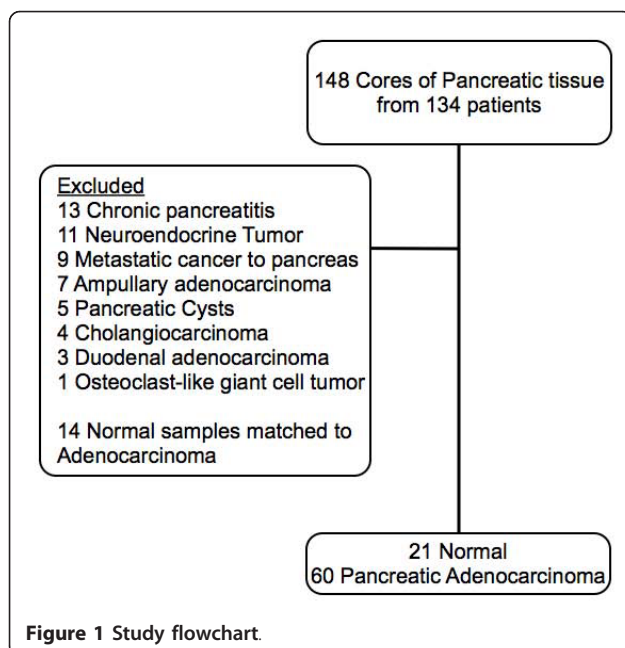 148 Cores of Pancreatic tissue
from 134 patients
Excluded
13 Chronic pancreatitis
11 Neuroendocrine Tumor
9 Metastatic cancer to pancreas
7 Ampullary adenocarcinoma
5 Pancreatic Cysts
4 Cholangiocarcinoma
3 Duodenal adenocarcinoma
1 Osteoclast-like giant cell tumor
14 Normal samples matched to
Adenocarcinoma
21 Normal
60 Pancreatic Adenocarcinoma
Figure 1 Study flowchart.